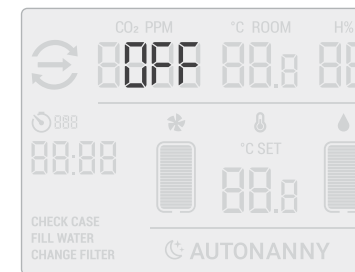 CO₂ PPM °C ROOM H%
OFF 88.8 88
888
88:88 °C SET
88.8
CHECK CASE
FILL WATER
CHANGE FILTER
AUTONANNY